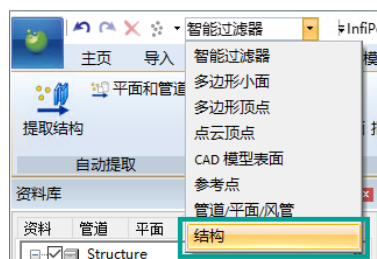 智能过滤器
InfiP
主页 导入
智能过滤器
多边形小面
多边形顶点
点云顶点
CAD 模型表面
参考点
管道/平面/风管
结构
平面和管道
提取结构
自动提取
资料库
资料 管道 平面
Structure